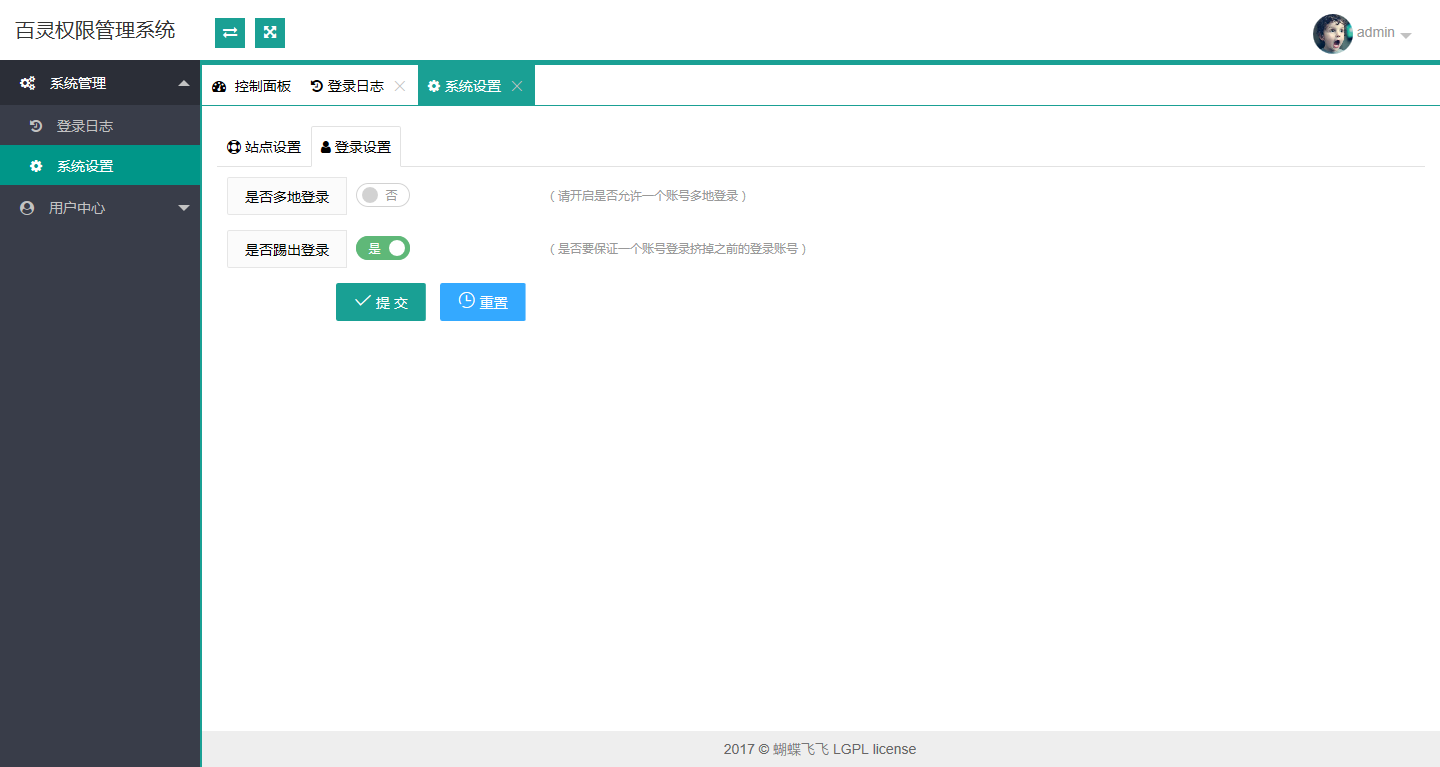 百灵权限管理系统
admin
系统管理
登录日志
系统设置
用户中心
控制面板 登录日志 系统设置
站点设置 登录设置
是否多地登录 否 (请开启是否允许一个账号多地登录)
是否踢出登录 是 (是否要保证一个账号登录挤掉之前的登录账号)
提 交 重置
2017 © 蝴蝶飞飞 LGPL license